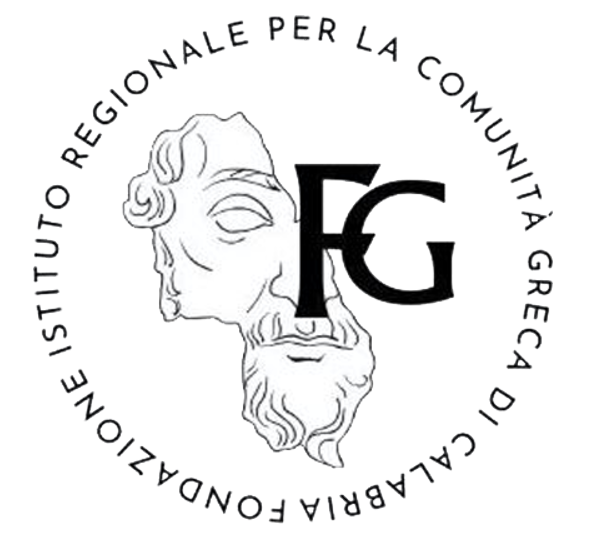 FONDAZIONE ISTITUTO REGIONALE PER LA COMUNITÀ GRECA DI CALABRIA
FG